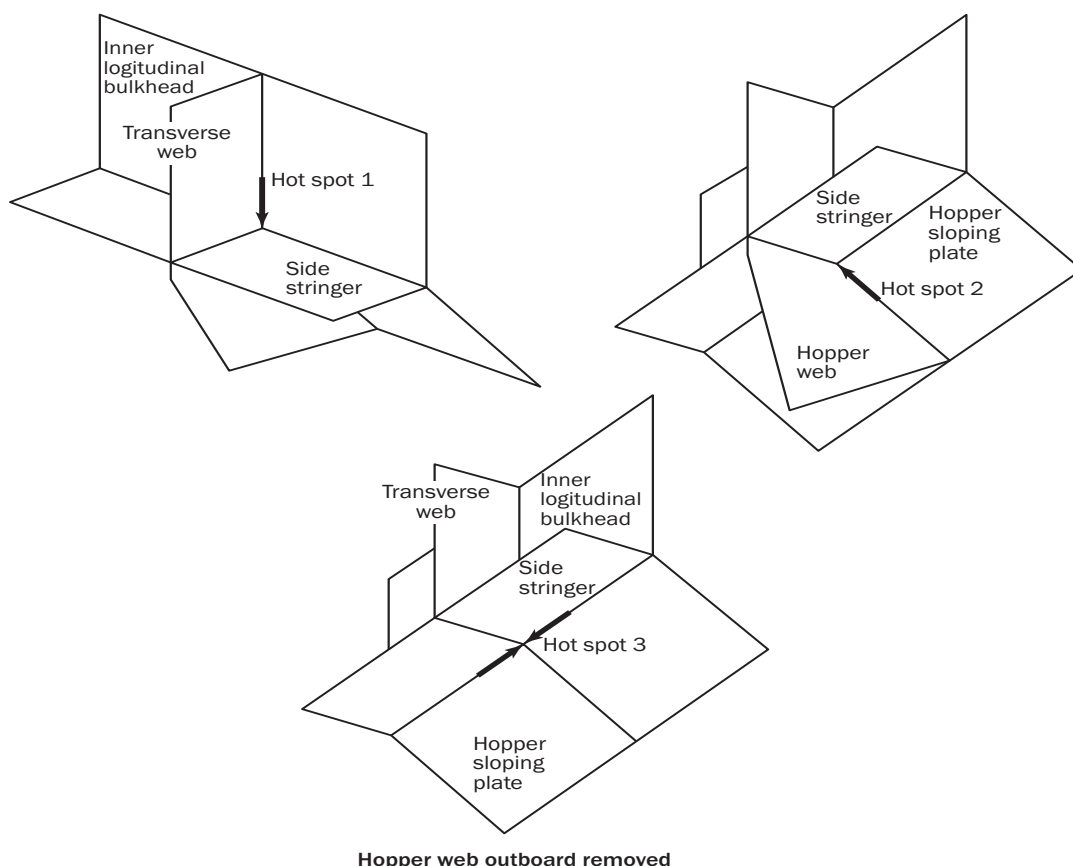 Inner
logitudinal
bulkhead
Transverse
web
Hot spot 1
Side
stringer
Side
stringer
Hopper
sloping
plate
Hot spot 2
Hopper
web
Transverse
web
Inner
logitudinal
bulkhead
Side
stringer
Hot spot 3
Hopper
sloping
plate
Hopper web outboard removed